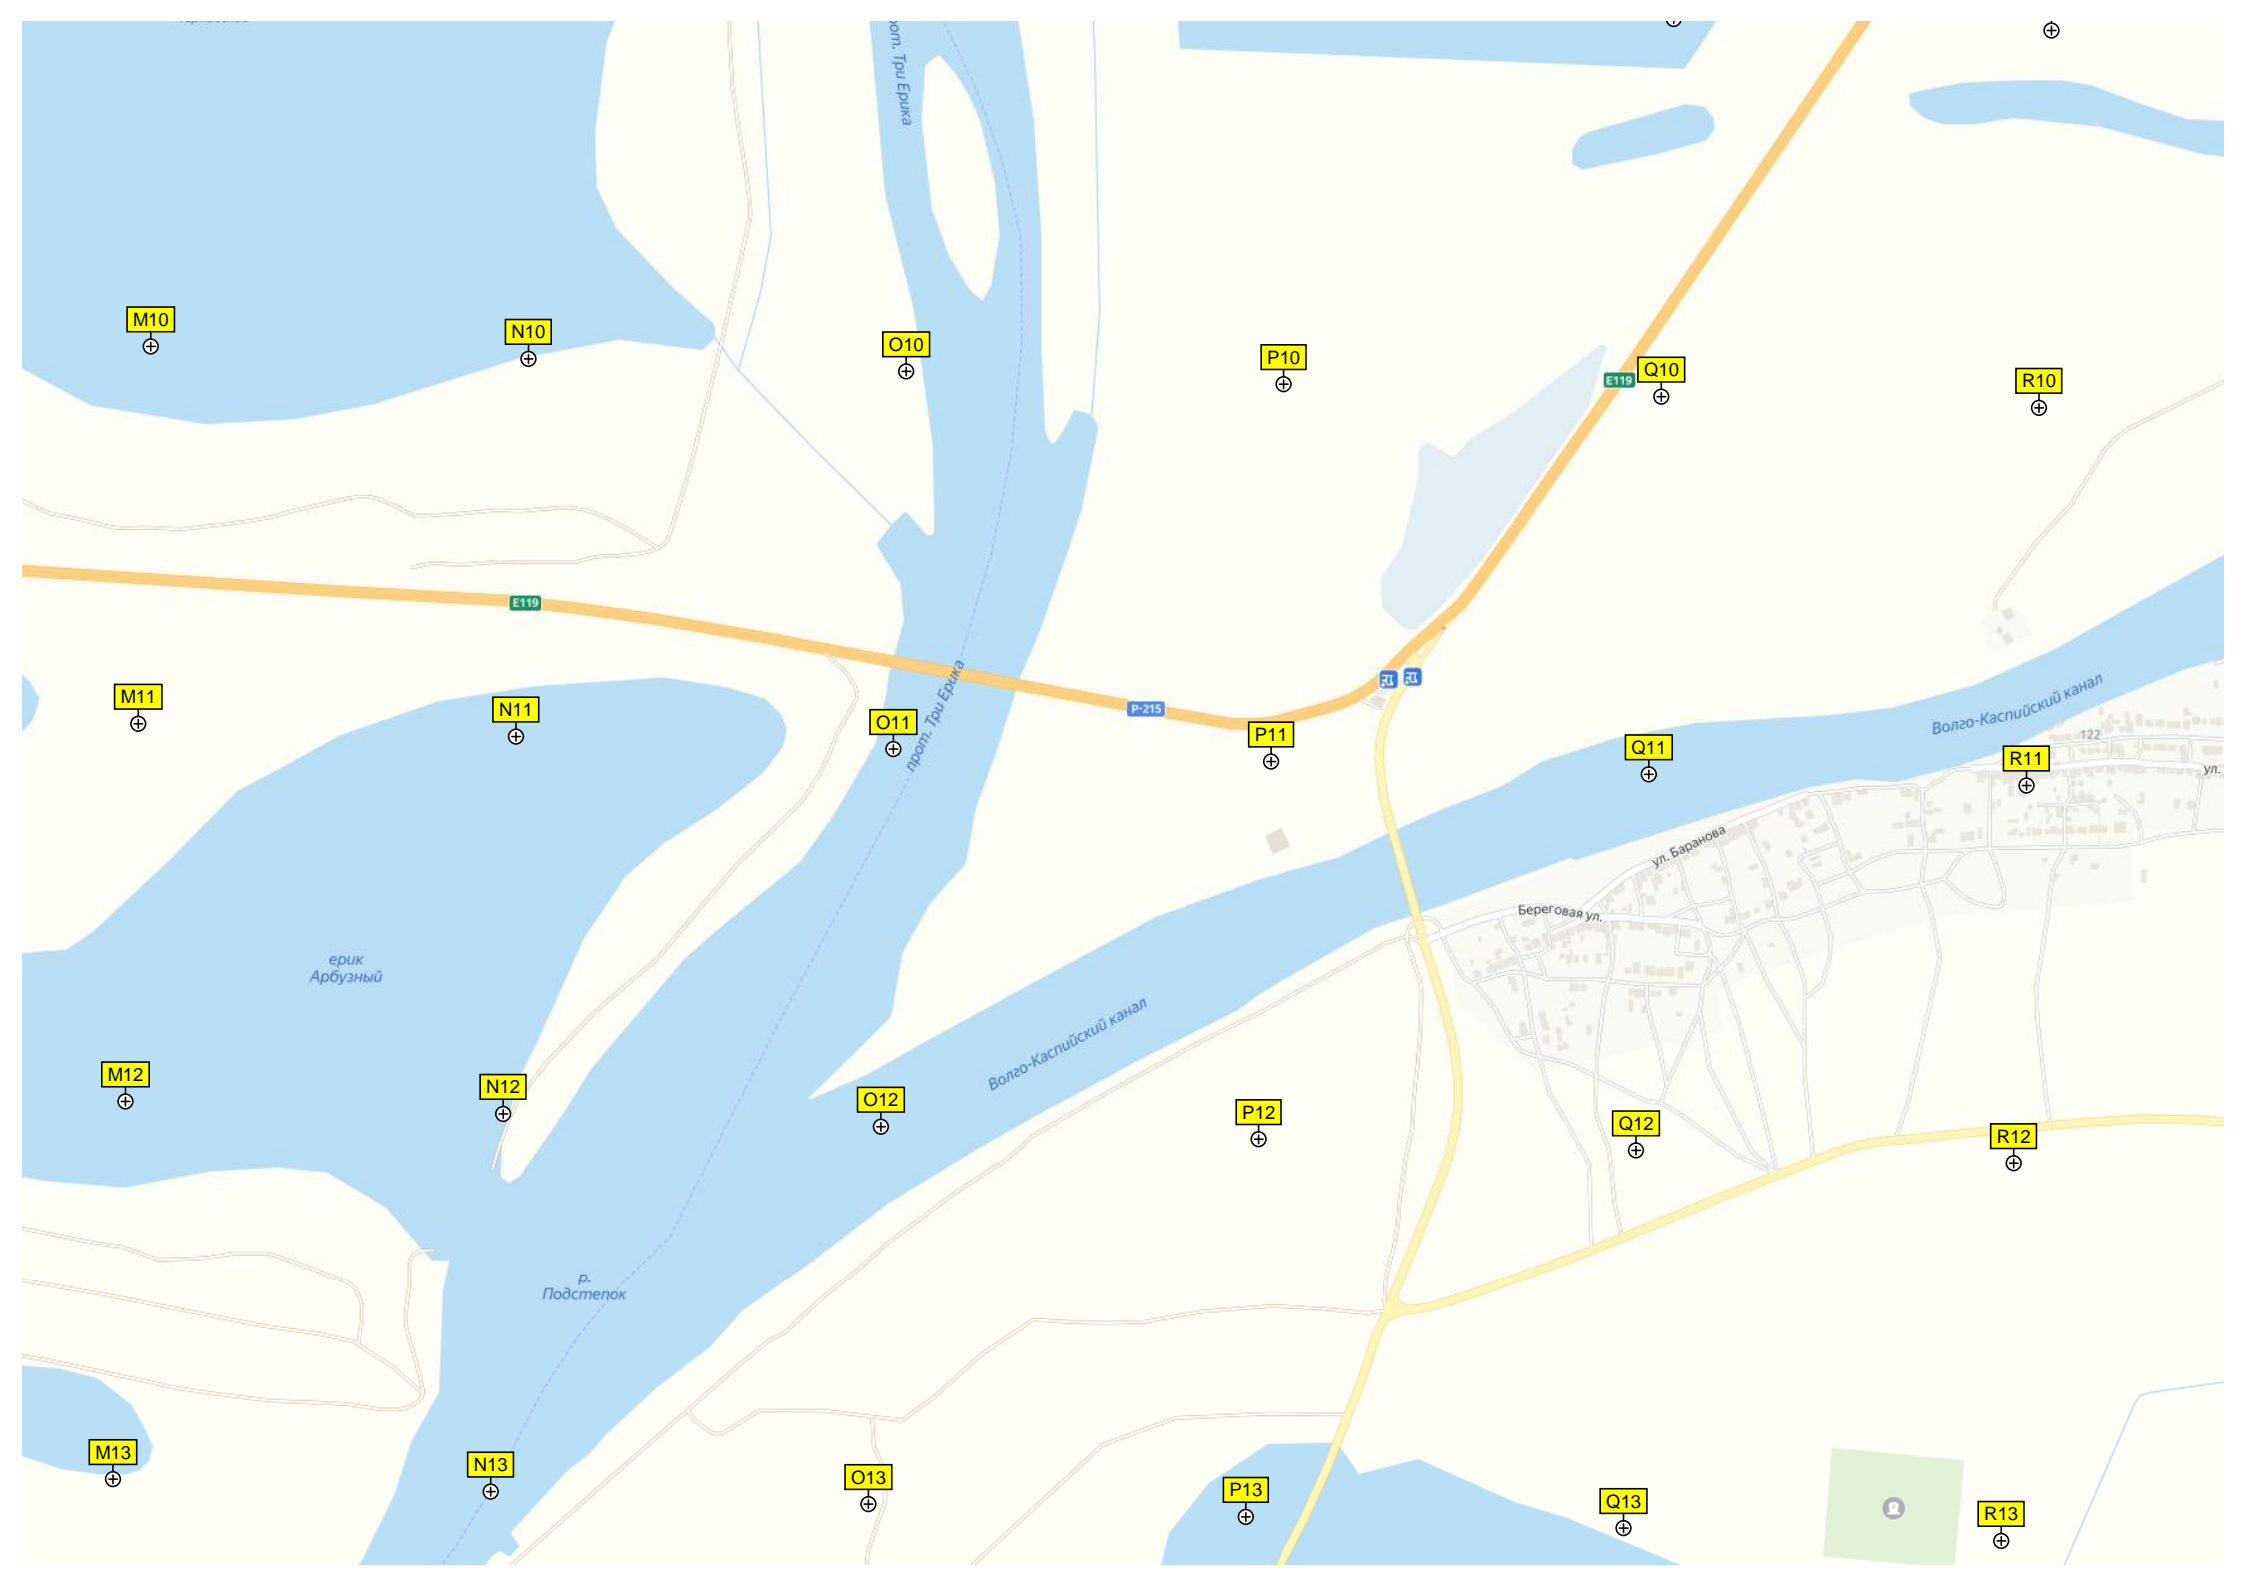 прот. Три Ерика
M10
N10
O10
P10
E119
Q10
R10
E119
M11
N11
O11
прот. Три Ерика
P-215
P11
Q11
Волго-Каспийский канал
122
R11
ул.
ул. Баранова
Береговая ул.
ерик
Арбузный
Волго-Каспийский канал
M12
N12
O12
P12
Q12
R12
р.
Подстепок
M13
N13
O13
P13
Q13
R13